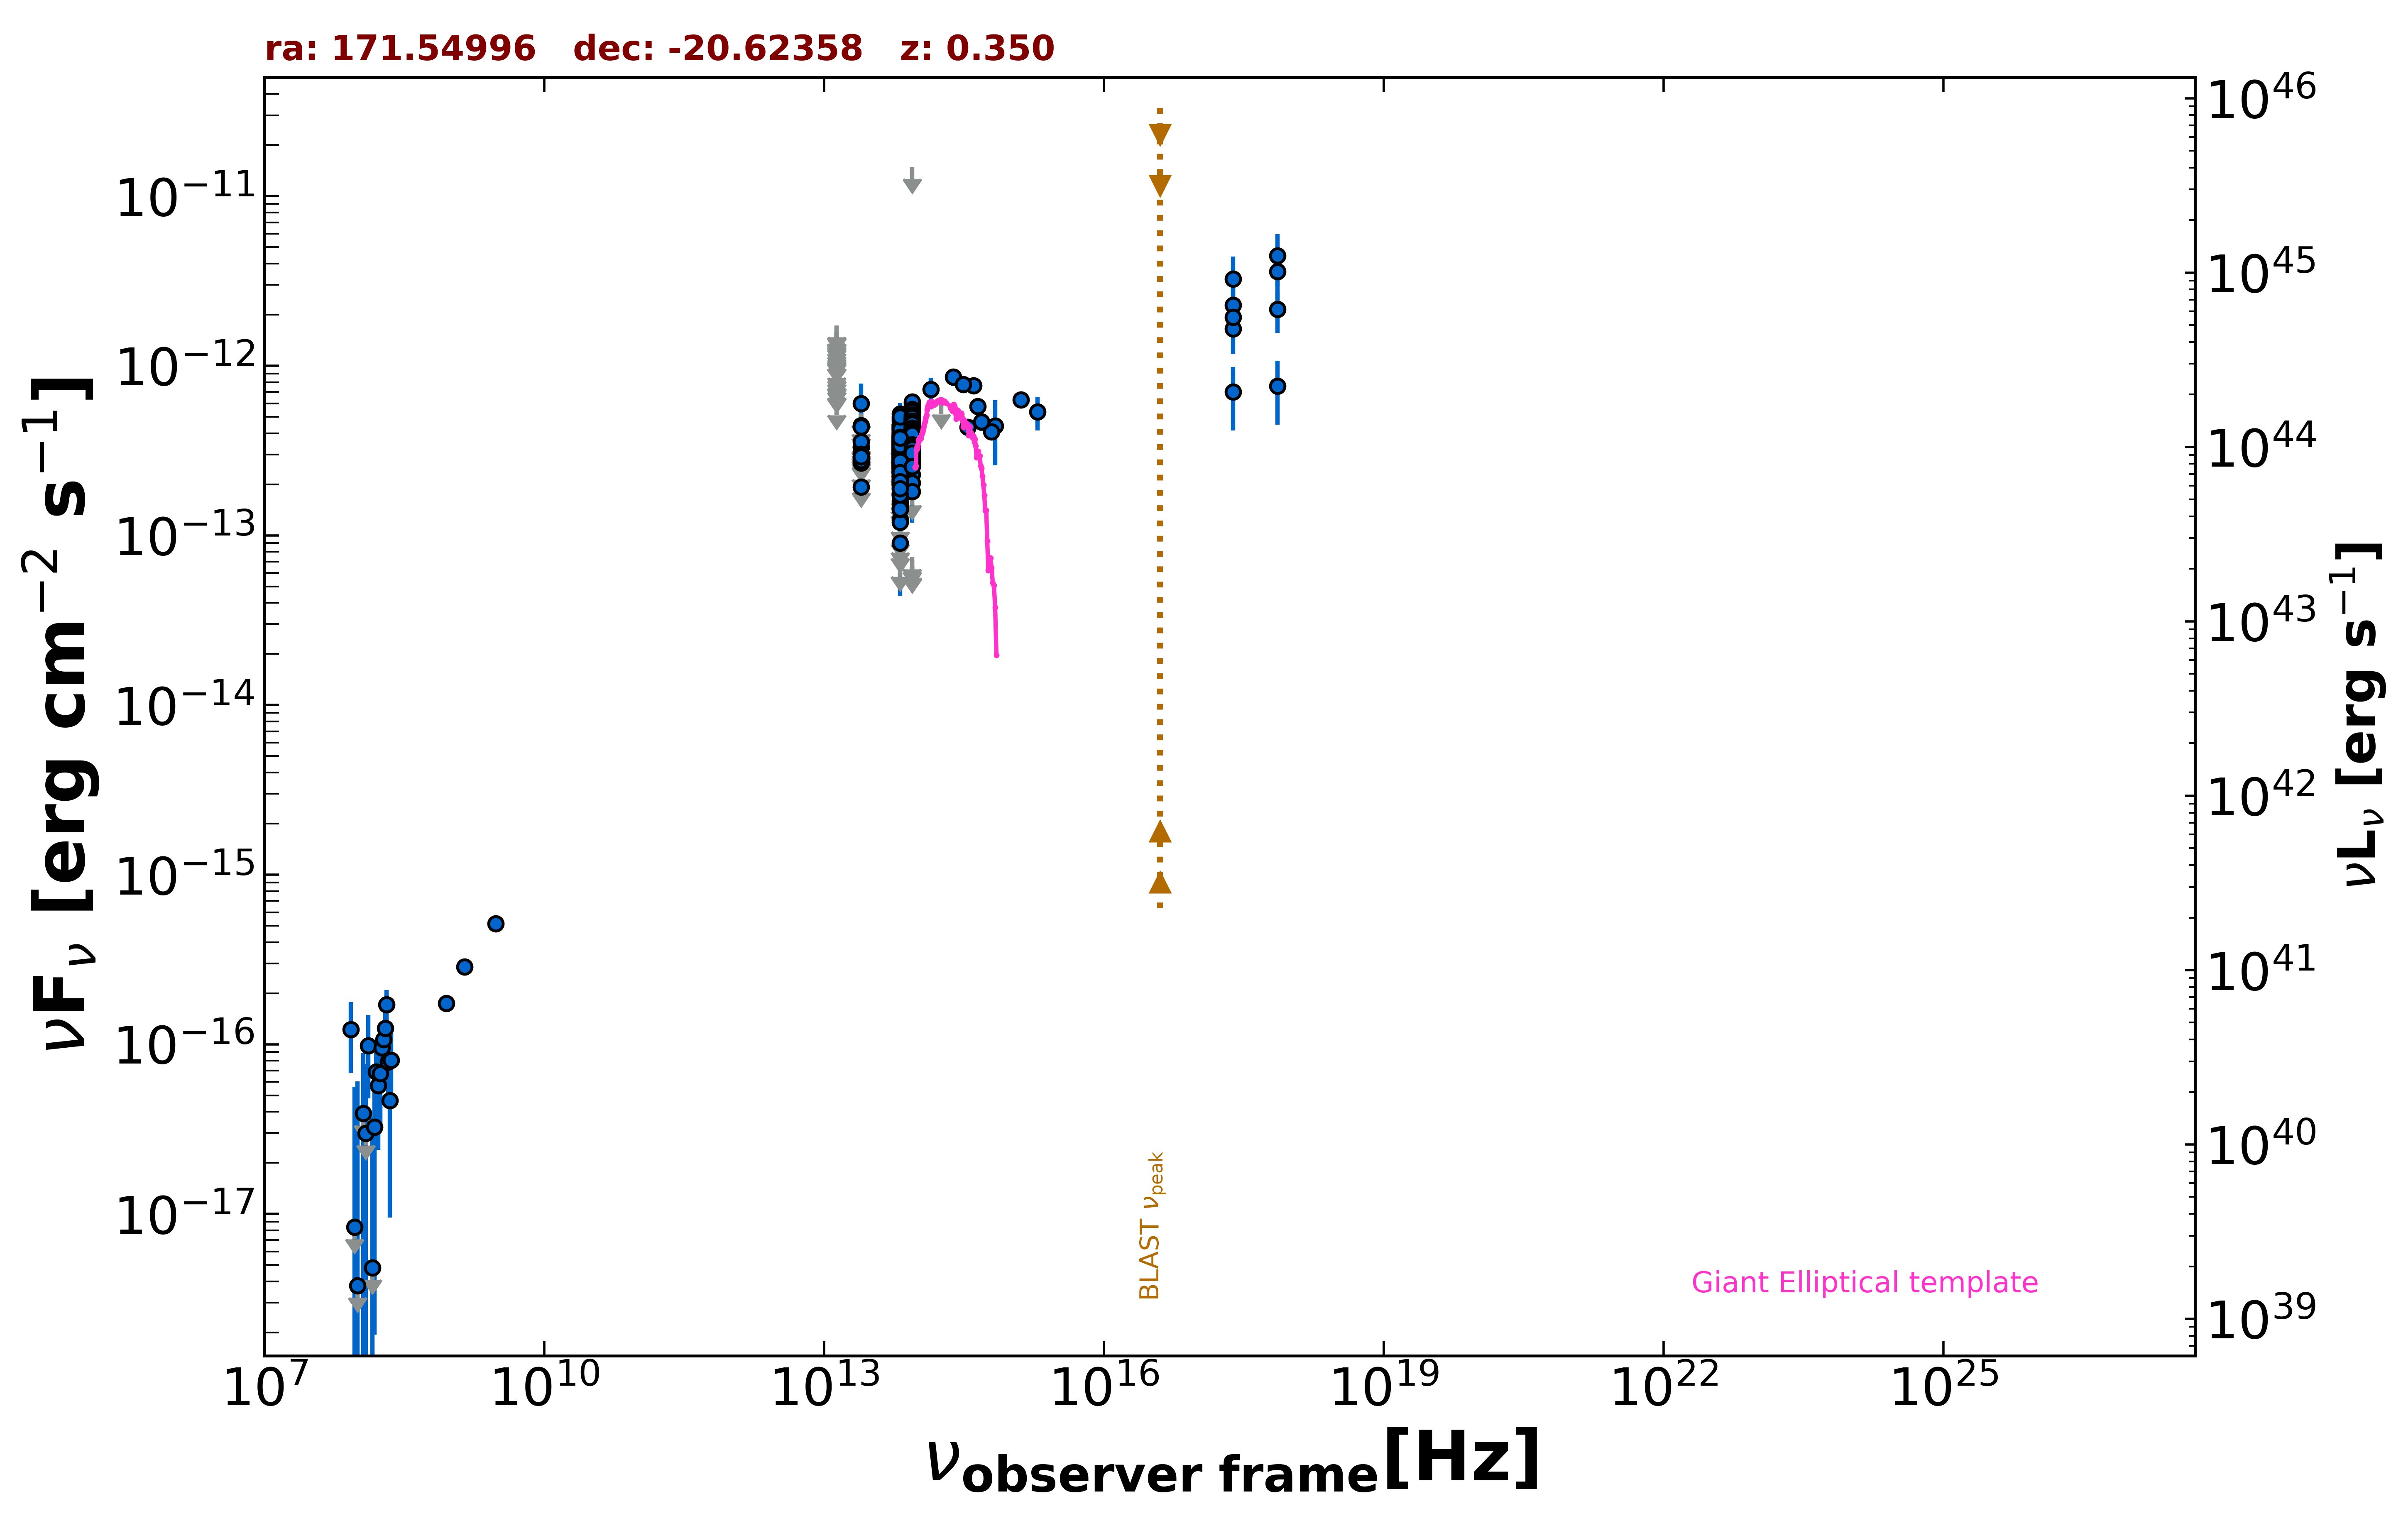 ra: 171.54996   dec: -20.62358   z: 0.350
νF_ν [erg cm⁻² s⁻¹]
10⁻¹¹
10⁻¹²
10⁻¹³
10⁻¹⁴
10⁻¹⁵
10⁻¹⁶
10⁻¹⁷
10⁴⁶
10⁴⁵
10⁴⁴
10⁴³
10⁴²
10⁴¹
10⁴⁰
10³⁹
νL_ν [erg s⁻¹]
BLAST ν_peak
Giant Elliptical template
10⁷ 10¹⁰ 10¹³ 10¹⁶ 10¹⁹ 10²² 10²⁵
ν_observer frame [Hz]